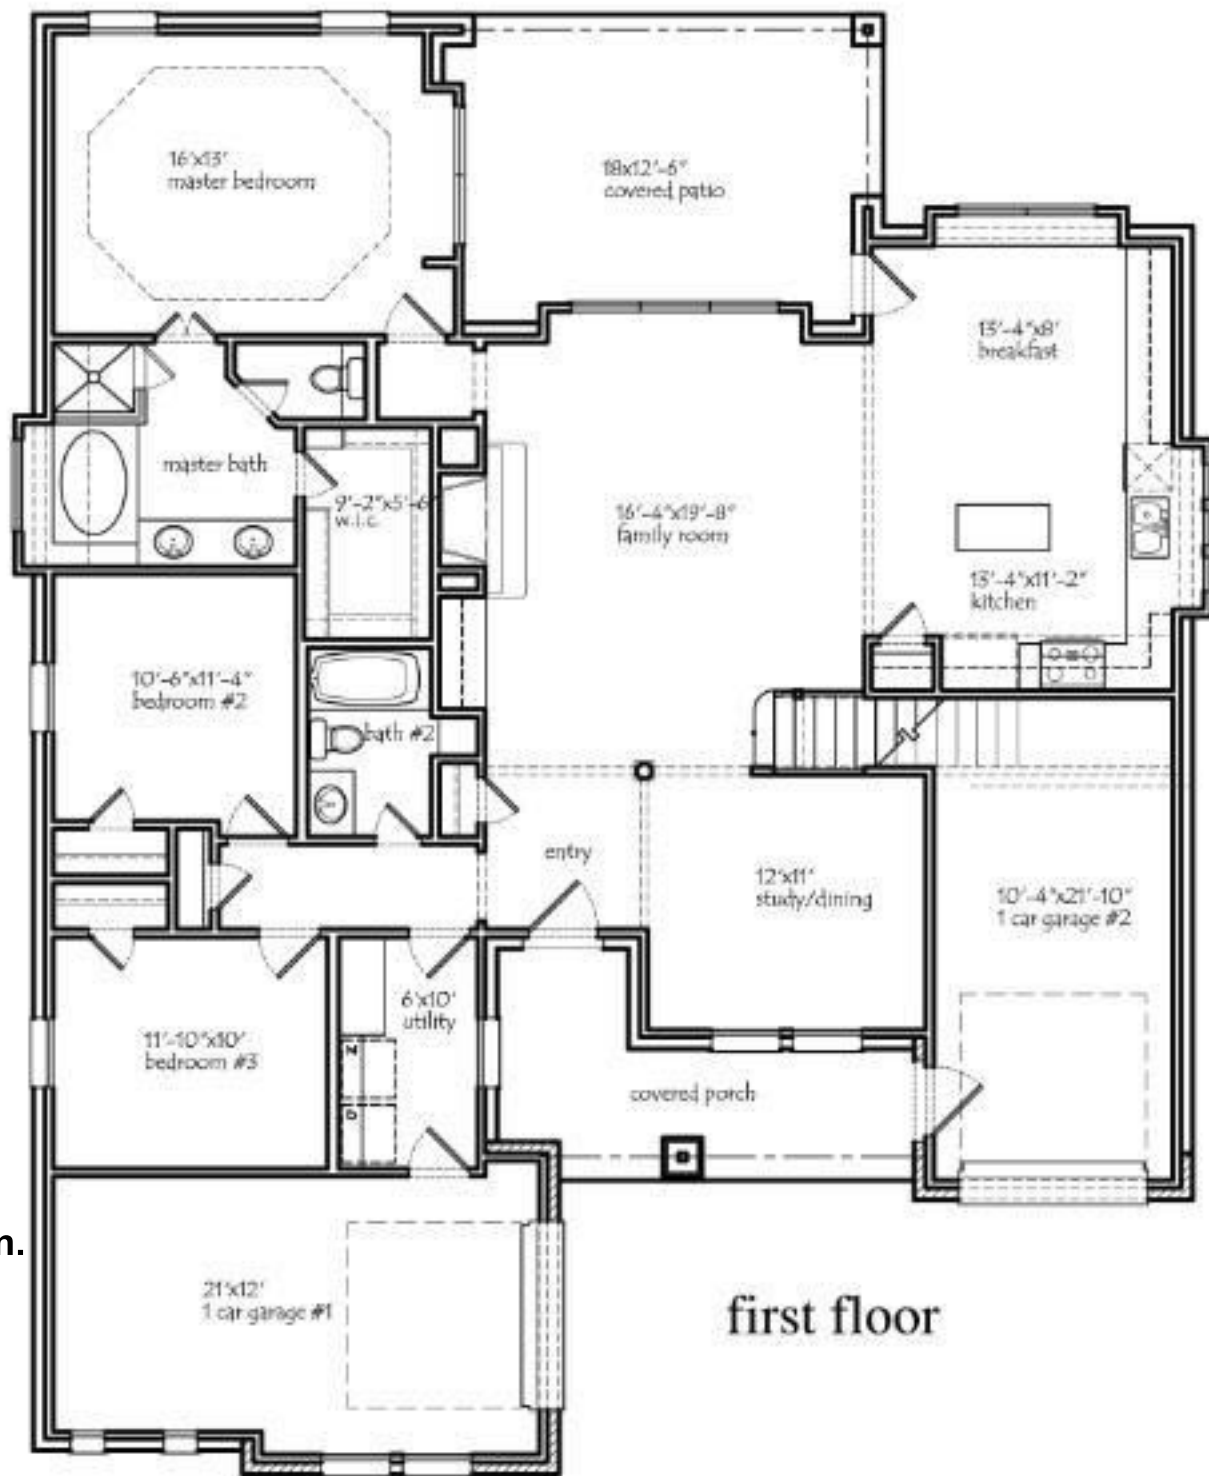 16'x13'
master bedroom
18x12'-6"
covered patio
13'-4"x8'
breakfast
master bath
9'-2"x5'-6"
w.i.c.
16'-4"x19'-8"
family room
13'-4"x11'-2"
kitchen
10'-6"x11'-4"
bedroom #2
bath #2
entry
12'x11'
study/dining
10'-4"x21'-10"
1 car garage #2
6'x10'
utility
11'-10"x10'
bedroom #3
covered porch
n.
21'x12'
1 car garage #1
first floor